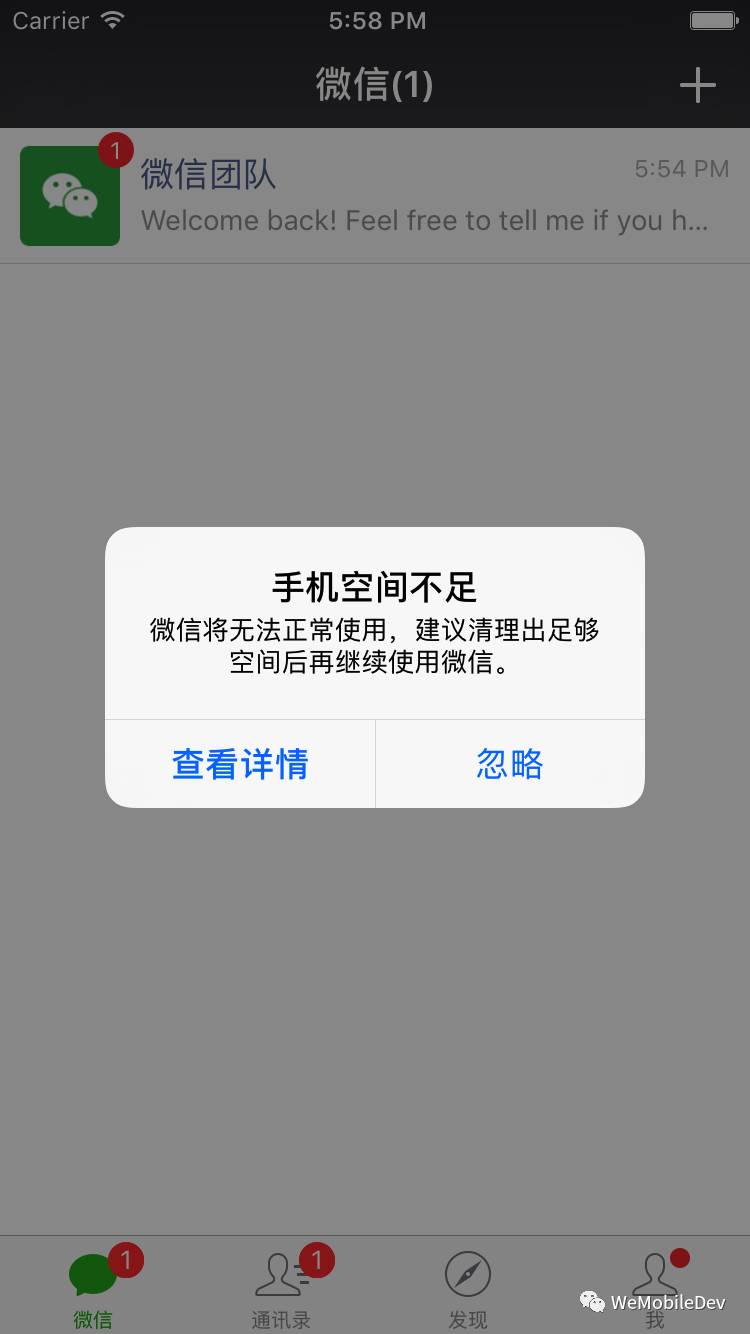 Carrier 5:58 PM
微信(1)
1
微信团队 5:54 PM
Welcome back! Feel free to tell me if you h...
手机空间不足
微信将无法正常使用，建议清理出足够
空间后再继续使用微信。
查看详情 忽略
1 1
微信 通讯录 发现 我
WeMobileDev